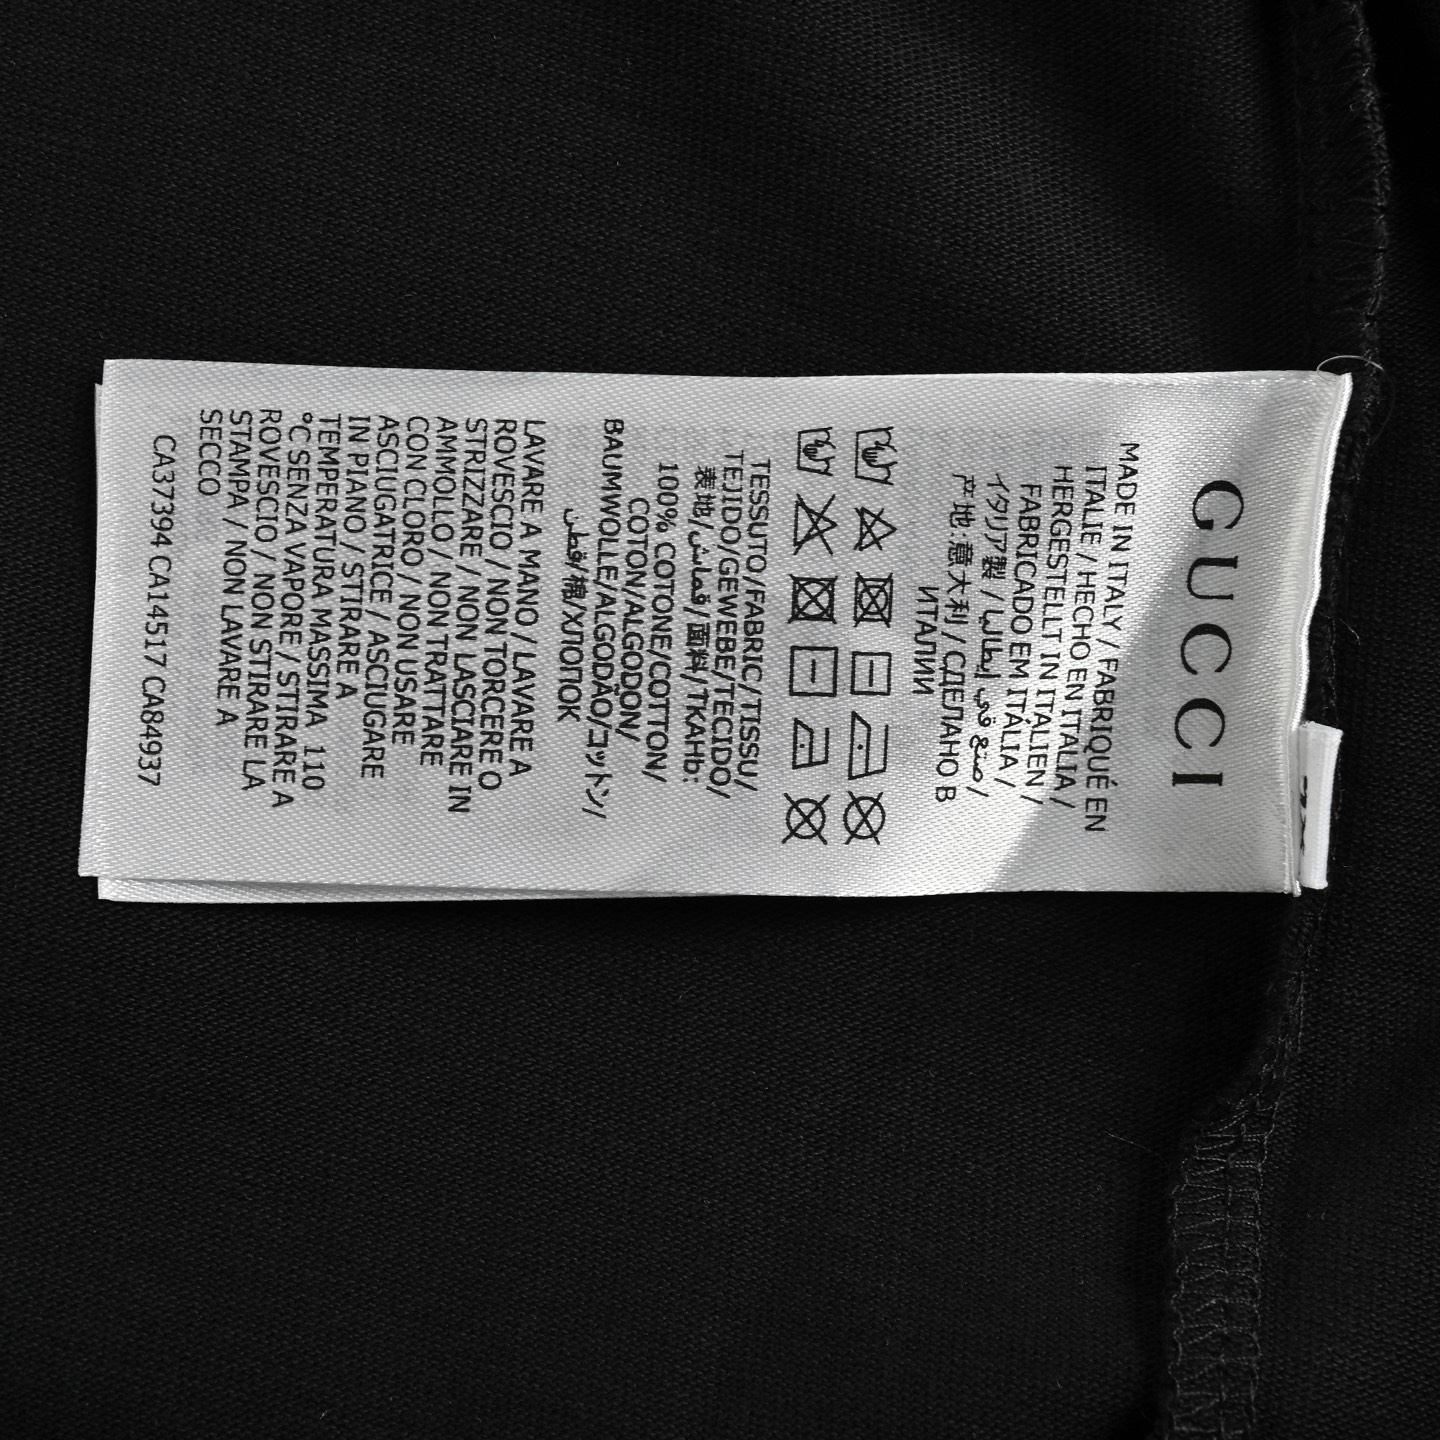 GUCCI
MADE IN ITALY / FABRIQUÉ EN
ITALIE / HECHO EN ITALIA /
HERGESTELLT IN ITALIEN /
FABRICADO EM ITÁLIA /
イタリア製 / صنع في إيطاليا /
产地:意大利 / СДЕЛАНО В
ИТАЛИИ
TESSUTO/FABRIC/TISSU/
TEJIDO/GEWEBE/TECIDO/
表地/قماش/面料/ТКАНЬ:
100% COTONE/COTTON/
COTON/ALGODON/
BAUMWOLLE/ALGODÃO/コットン/
قطن/棉/ХЛОПОК
LAVARE A MANO / LAVARE A
ROVESCIO / NON TORCERE O
STRIZZARE / NON LASCIARE IN
AMMOLLO / NON TRATTARE
CON CLORO / NON USARE
ASCIUGATRICE / ASCIUGARE
IN PIANO / STIRARE A
TEMPERATURA MASSIMA 110
°C SENZA VAPORE / STIRARE A
ROVESCIO / NON STIRARE LA
STAMPA / NON LAVARE A
SECCO
CA37394 CA14517 CA84937